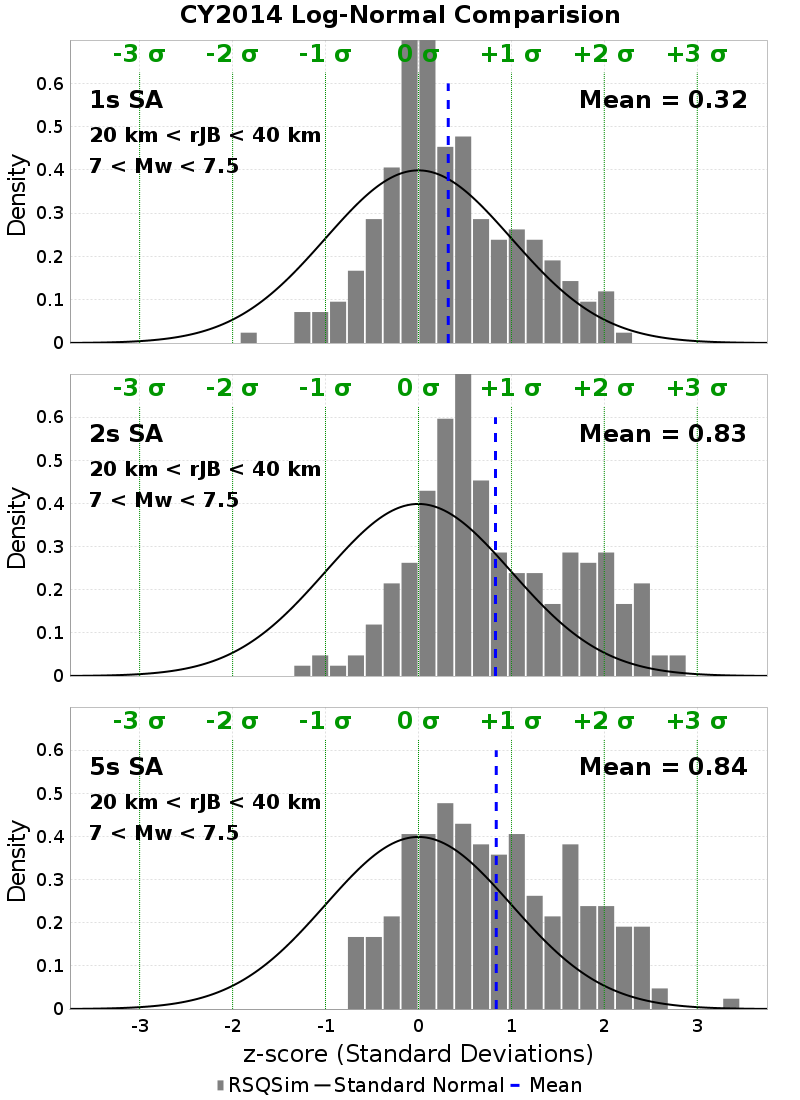 CY2014 Log-Normal Comparision
-3 σ -2 σ -1 σ 0 σ +1 σ +2 σ +3 σ
1s SA
Mean = 0.32
20 km < rJB < 40 km
7 < Mw < 7.5
Density
0.6
0.5
0.4
0.3
0.2
0.1
0
-3 σ -2 σ -1 σ 0 σ +1 σ +2 σ +3 σ
2s SA
Mean = 0.83
20 km < rJB < 40 km
7 < Mw < 7.5
Density
0.6
0.5
0.4
0.3
0.2
0.1
0
-3 σ -2 σ -1 σ 0 σ +1 σ +2 σ +3 σ
5s SA
Mean = 0.84
20 km < rJB < 40 km
7 < Mw < 7.5
Density
0.6
0.5
0.4
0.3
0.2
0.1
0
-3 -2 -1 0 1 2 3
z-score (Standard Deviations)
RSQSim Standard Normal Mean